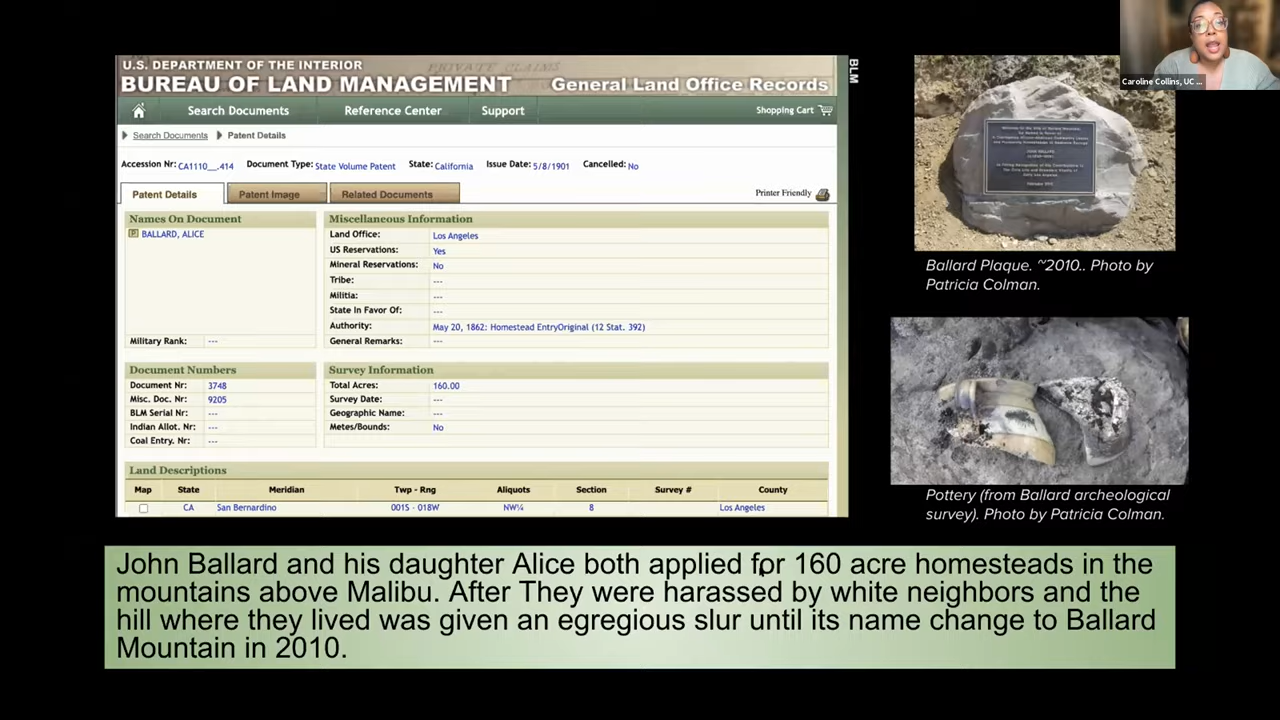 U.S. DEPARTMENT OF THE INTERIOR
PRIVATE CLAIMS
BUREAU OF LAND MANAGEMENT
General Land Office Records
BLM
Search Documents
Reference Center
Support
Shopping Cart
Search Documents
Patent Details
Accession Nr: CA1110__.414 Document Type: State Volume Patent State: California Issue Date: 5/8/1901 Cancelled: No
Patent Details
Patent Image
Related Documents
Printer Friendly
Names On Document
P BALLARD, ALICE
Military Rank: ---
Miscellaneous Information
Land Office: Los Angeles
US Reservations: Yes
Mineral Reservations: No
Tribe: ---
Militia: ---
State In Favor Of: ---
Authority: May 20, 1862: Homestead EntryOriginal (12 Stat. 392)
General Remarks: ---
Document Numbers
Document Nr: 3748
Misc. Doc. Nr: 9205
BLM Serial Nr: ---
Indian Allot. Nr: ---
Coal Entry. Nr: ---
Survey Information
Total Acres: 160.00
Survey Date: ---
Geographic Name: ---
Metes/Bounds: No
Land Descriptions
Map State Meridian Twp - Rng Aliquots Section Survey # County
CA San Bernardino 001S - 018W NW¼ 8 Los Angeles
Caroline Collins, UC ...
Ballard Plaque. ~2010.. Photo by
Patricia Colman.
Pottery (from Ballard archeological
survey). Photo by Patricia Colman.
John Ballard and his daughter Alice both applied for 160 acre homesteads in the
mountains above Malibu. After They were harassed by white neighbors and the
hill where they lived was given an egregious slur until its name change to Ballard
Mountain in 2010.